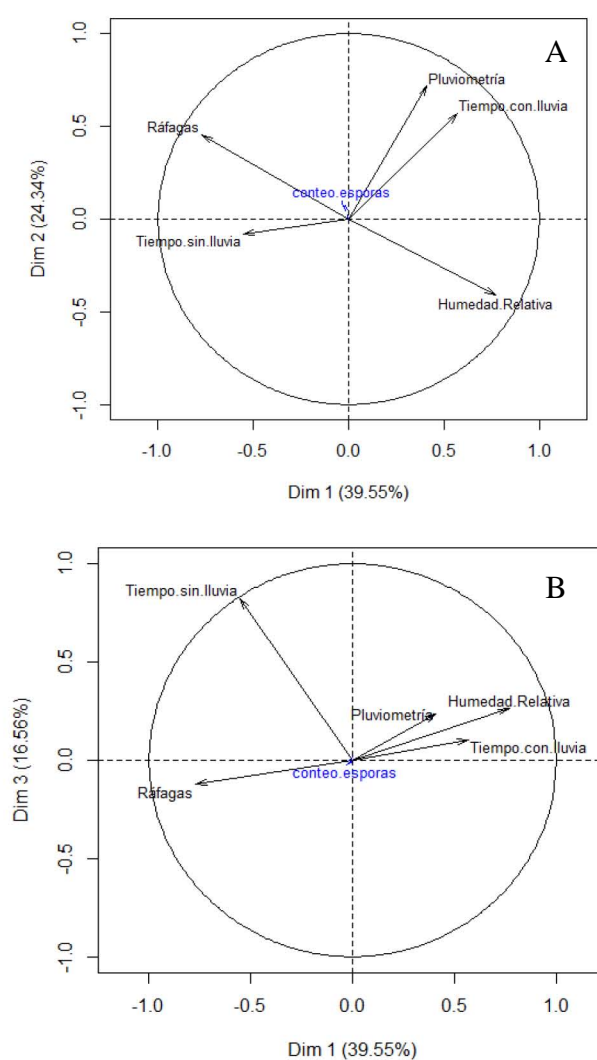 A
1.0
0.5
0.0
-0.5
-1.0
Dim 2 (24.34%)
Pluviometría
Tiempo.con.lluvia
Ráfagas
conteo.esporas
Tiempo.sin.lluvia
Humedad.Relativa
-1.0 -0.5 0.0 0.5 1.0
Dim 1 (39.55%)
B
1.0
0.5
0.0
-0.5
-1.0
Dim 3 (16.56%)
Tiempo.sin.lluvia
Humedad.Relativa
Pluviometría
Tiempo.con.lluvia
conteo.esporas
Ráfagas
-1.0 -0.5 0.0 0.5 1.0
Dim 1 (39.55%)